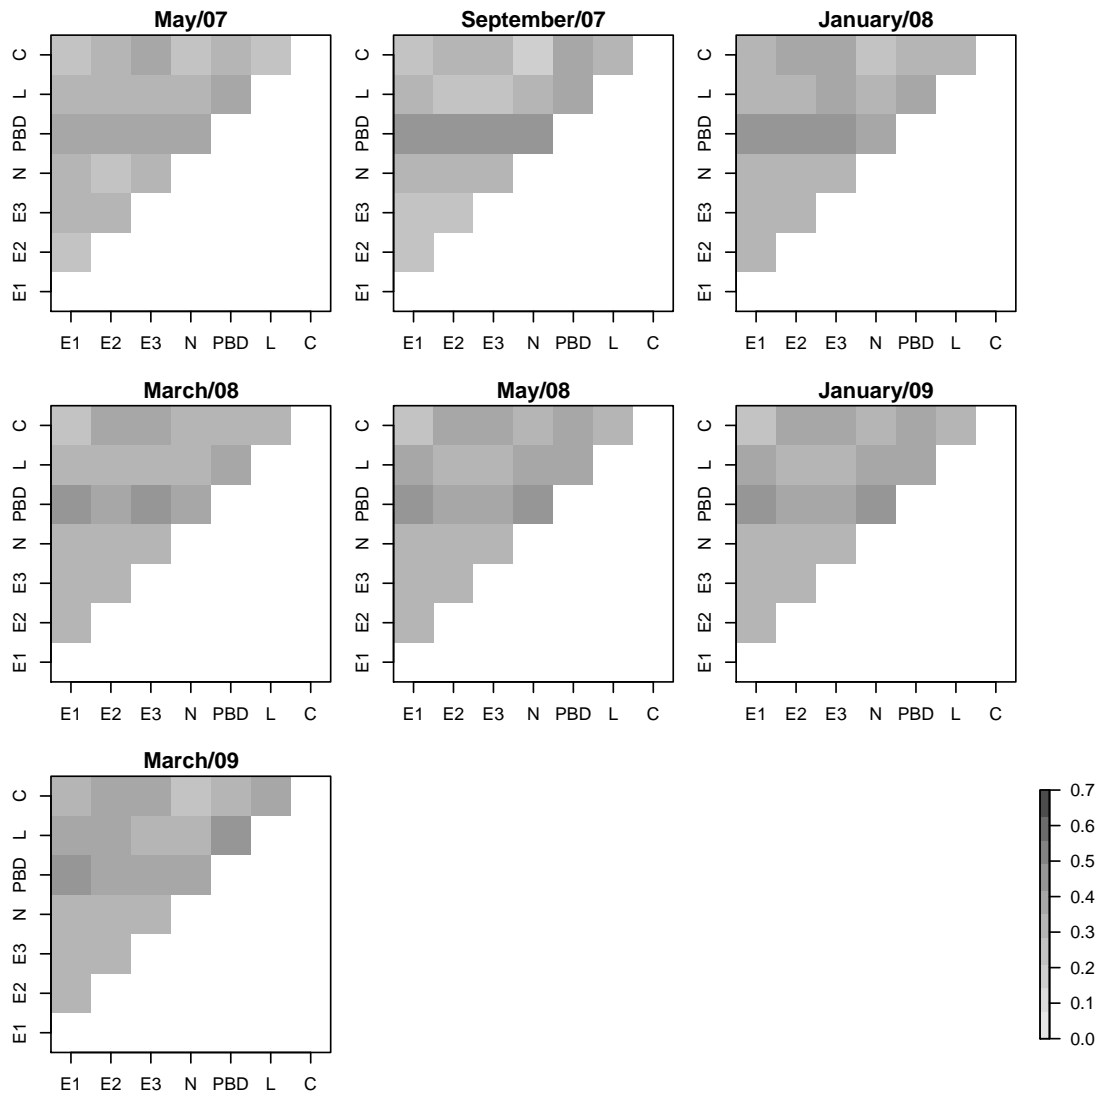 May/07
C
L
PBD
N
E3
E2
E1
E1 E2 E3 N PBD L C
September/07
C
L
PBD
N
E3
E2
E1
E1 E2 E3 N PBD L C
January/08
C
L
PBD
N
E3
E2
E1
E1 E2 E3 N PBD L C
March/08
C
L
PBD
N
E3
E2
E1
E1 E2 E3 N PBD L C
May/08
C
L
PBD
N
E3
E2
E1
E1 E2 E3 N PBD L C
January/09
C
L
PBD
N
E3
E2
E1
E1 E2 E3 N PBD L C
March/09
C
L
PBD
N
E3
E2
E1
E1 E2 E3 N PBD L C
0.7
0.6
0.5
0.4
0.3
0.2
0.1
0.0